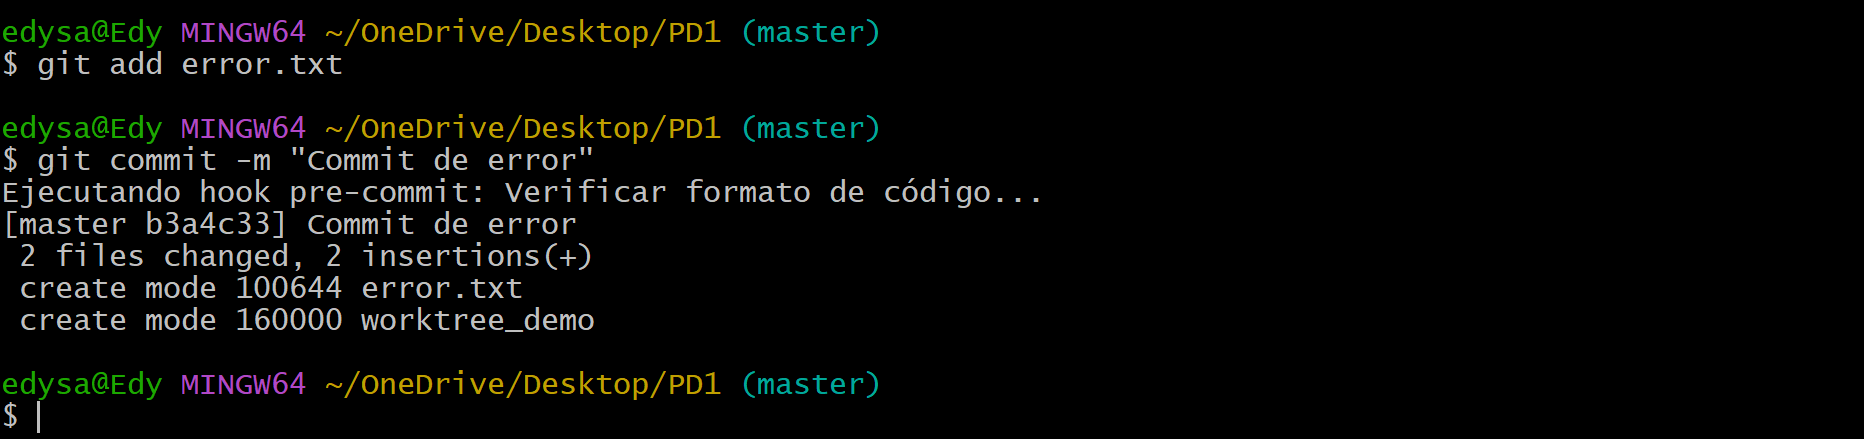 edysa@Edy MINGW64 ~/OneDrive/Desktop/PD1 (master)
$ git add error.txt
edysa@Edy MINGW64 ~/OneDrive/Desktop/PD1 (master)
$ git commit -m "Commit de error"
Ejecutando hook pre-commit: Verificar formato de código...
[master b3a4c33] Commit de error
 2 files changed, 2 insertions(+)
 create mode 100644 error.txt
 create mode 160000 worktree_demo
edysa@Edy MINGW64 ~/OneDrive/Desktop/PD1 (master)
$